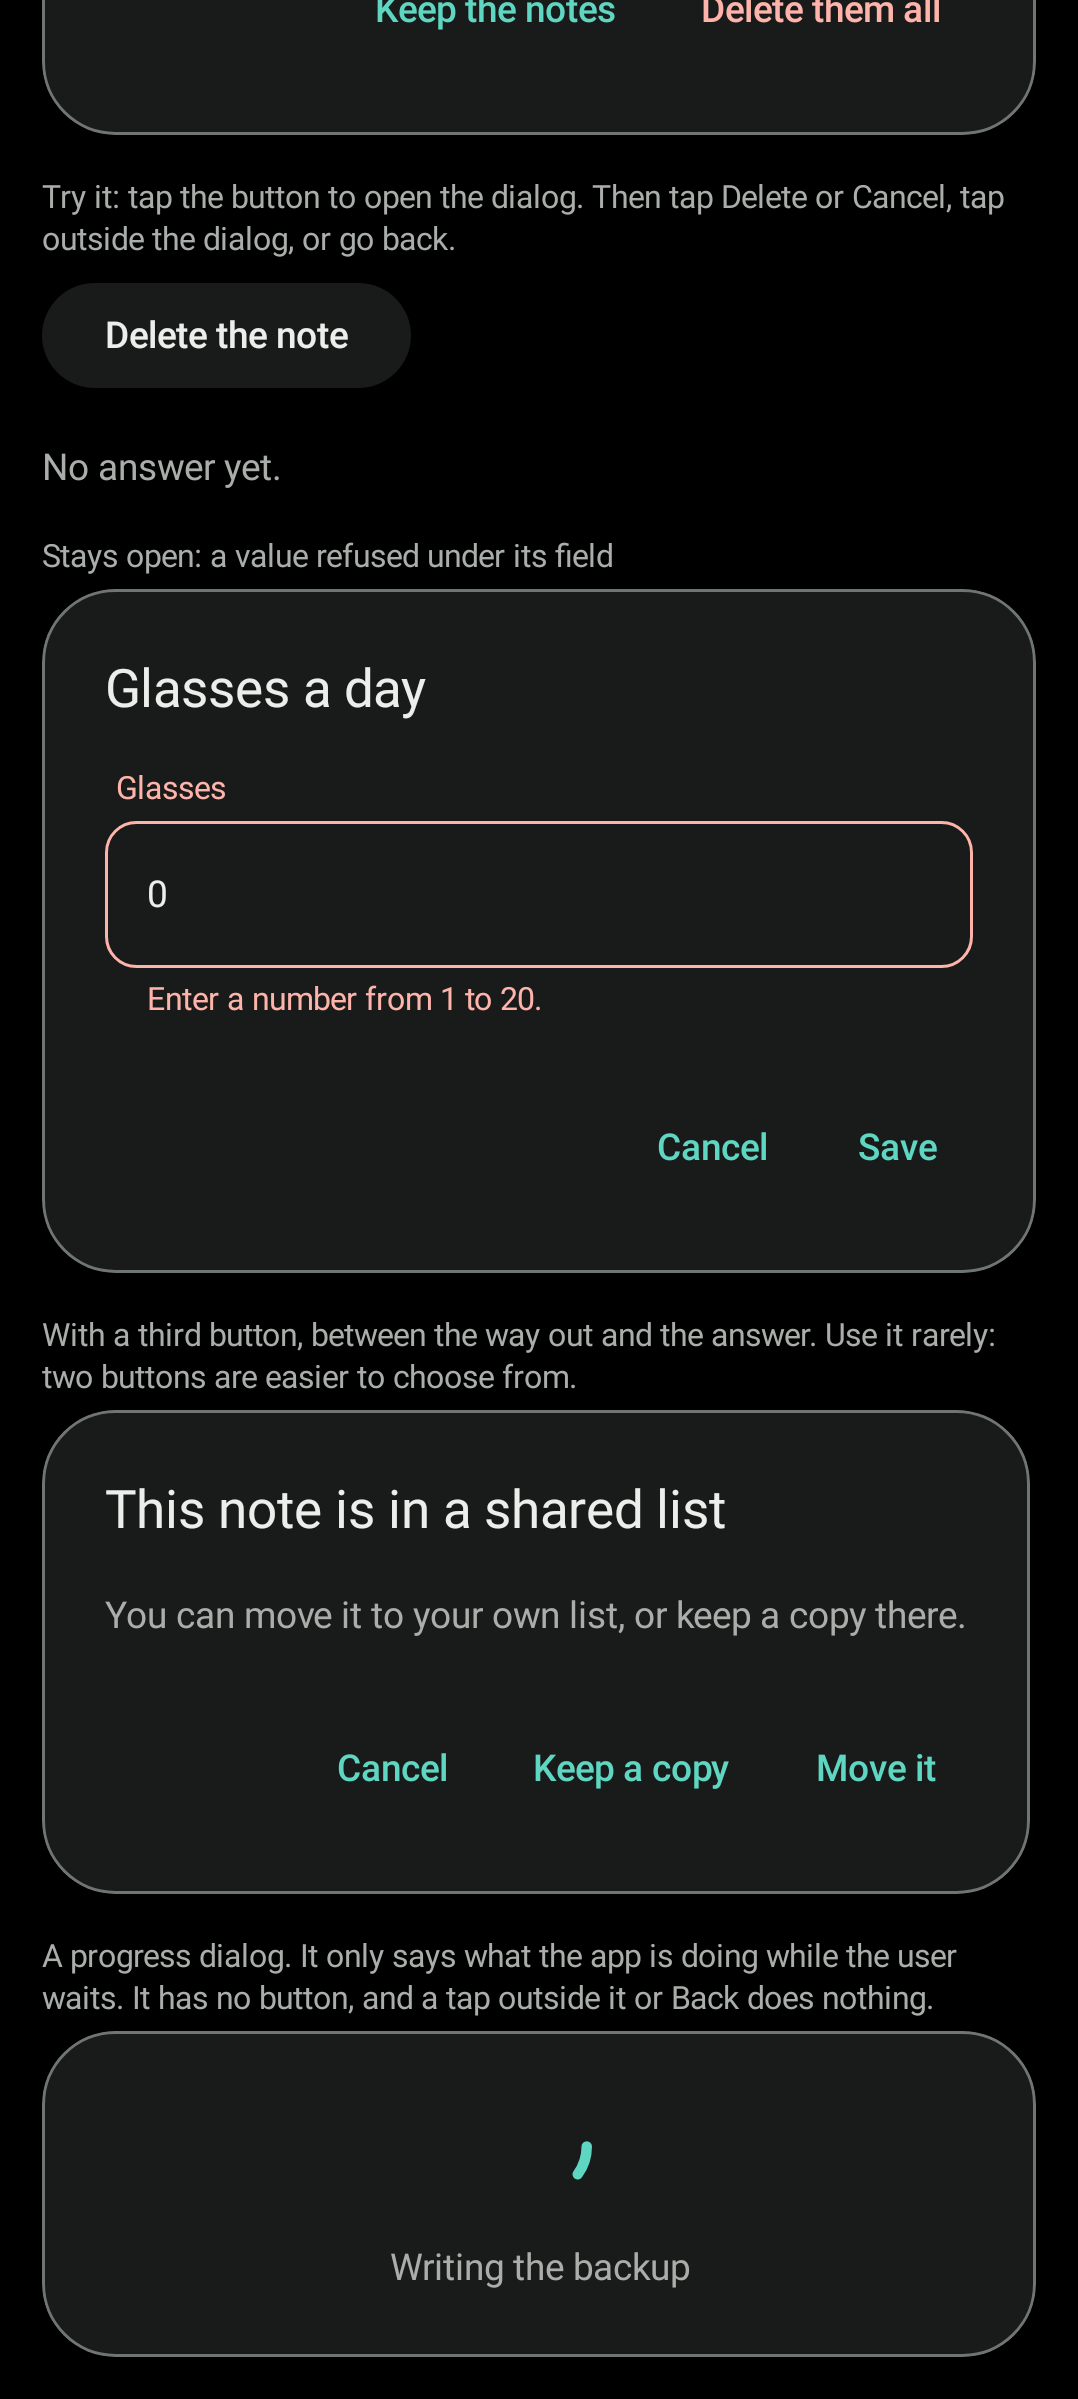 Keep the notes Delete them all
Try it: tap the button to open the dialog. Then tap Delete or Cancel, tap
outside the dialog, or go back.
Delete the note
No answer yet.
Stays open: a value refused under its field
Glasses a day
Glasses
0
Enter a number from 1 to 20.
Cancel Save
With a third button, between the way out and the answer. Use it rarely:
two buttons are easier to choose from.
This note is in a shared list
You can move it to your own list, or keep a copy there.
Cancel Keep a copy Move it
A progress dialog. It only says what the app is doing while the user
waits. It has no button, and a tap outside it or Back does nothing.
Writing the backup